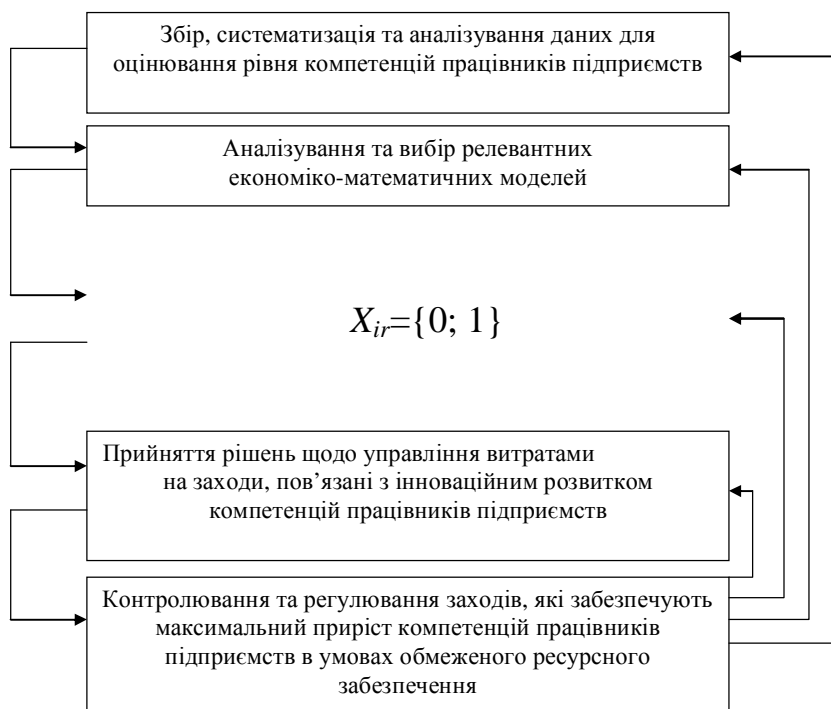 Збір, систематизація та аналізування даних для
оцінювання рівня компетенцій працівників підприємств
Аналізування та вибір релевантних
економіко-математичних моделей
Xir={0; 1}
Прийняття рішень щодо управління витратами
на заходи, пов’язані з інноваційним розвитком
компетенцій працівників підприємств
Контролювання та регулювання заходів, які забезпечують
максимальний приріст компетенцій працівників
підприємств в умовах обмеженого ресурсного
забезпечення